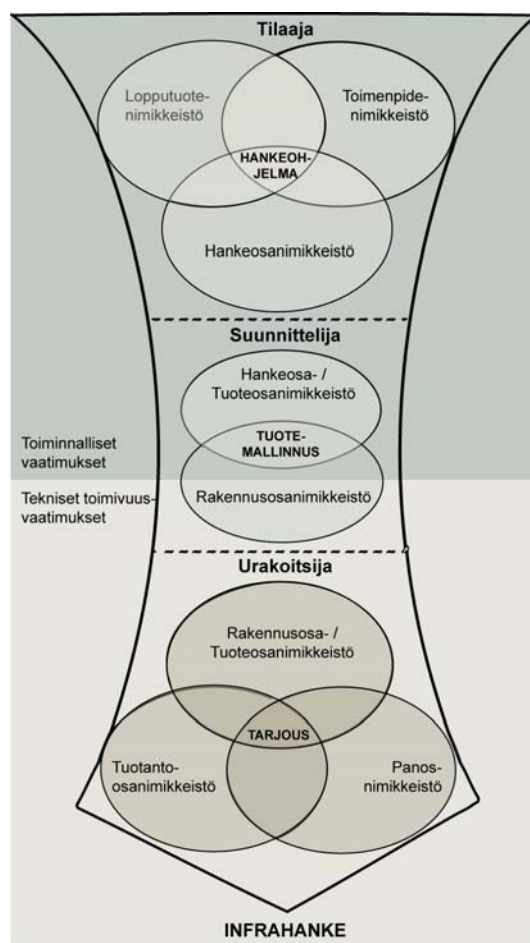 Tilaaja
Lopputuote-
nimikkeistö
Toimenpide-
nimikkeistö
HANKEOH-
JELMA
Hankeosanimikkeistö
Suunnittelija
Hankeosa- /
Tuoteosanimikkeistö
TUOTE-
MALLINNUS
Toiminnalliset
vaatimukset
Tekniset toimivuus-
vaatimukset
Rakennusosanimikkeistö
Urakoitsija
Rakennusosa- /
Tuoteosanimikkeistö
TARJOUS
Tuotanto-
osanimikkeistö
Panos-
nimikkeistö
INFRAHANKE